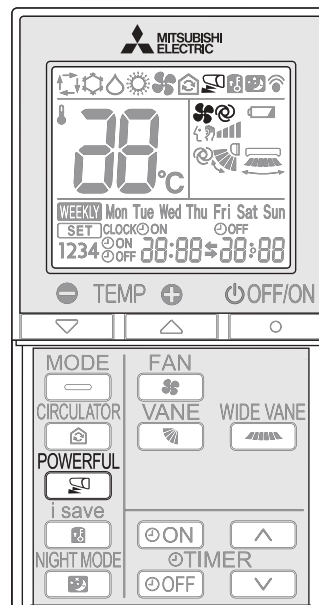 MITSUBISHI
ELECTRIC
88°C
WEEKLY Mon Tue Wed Thu Fri Sat Sun
SET CLOCK ON OFF
1234 ON OFF 88:88 88:88
TEMP OFF/ON
MODE FAN
CIRCULATOR VANE WIDE VANE
POWERFUL
i save
ON
NIGHT MODE TIMER
OFF